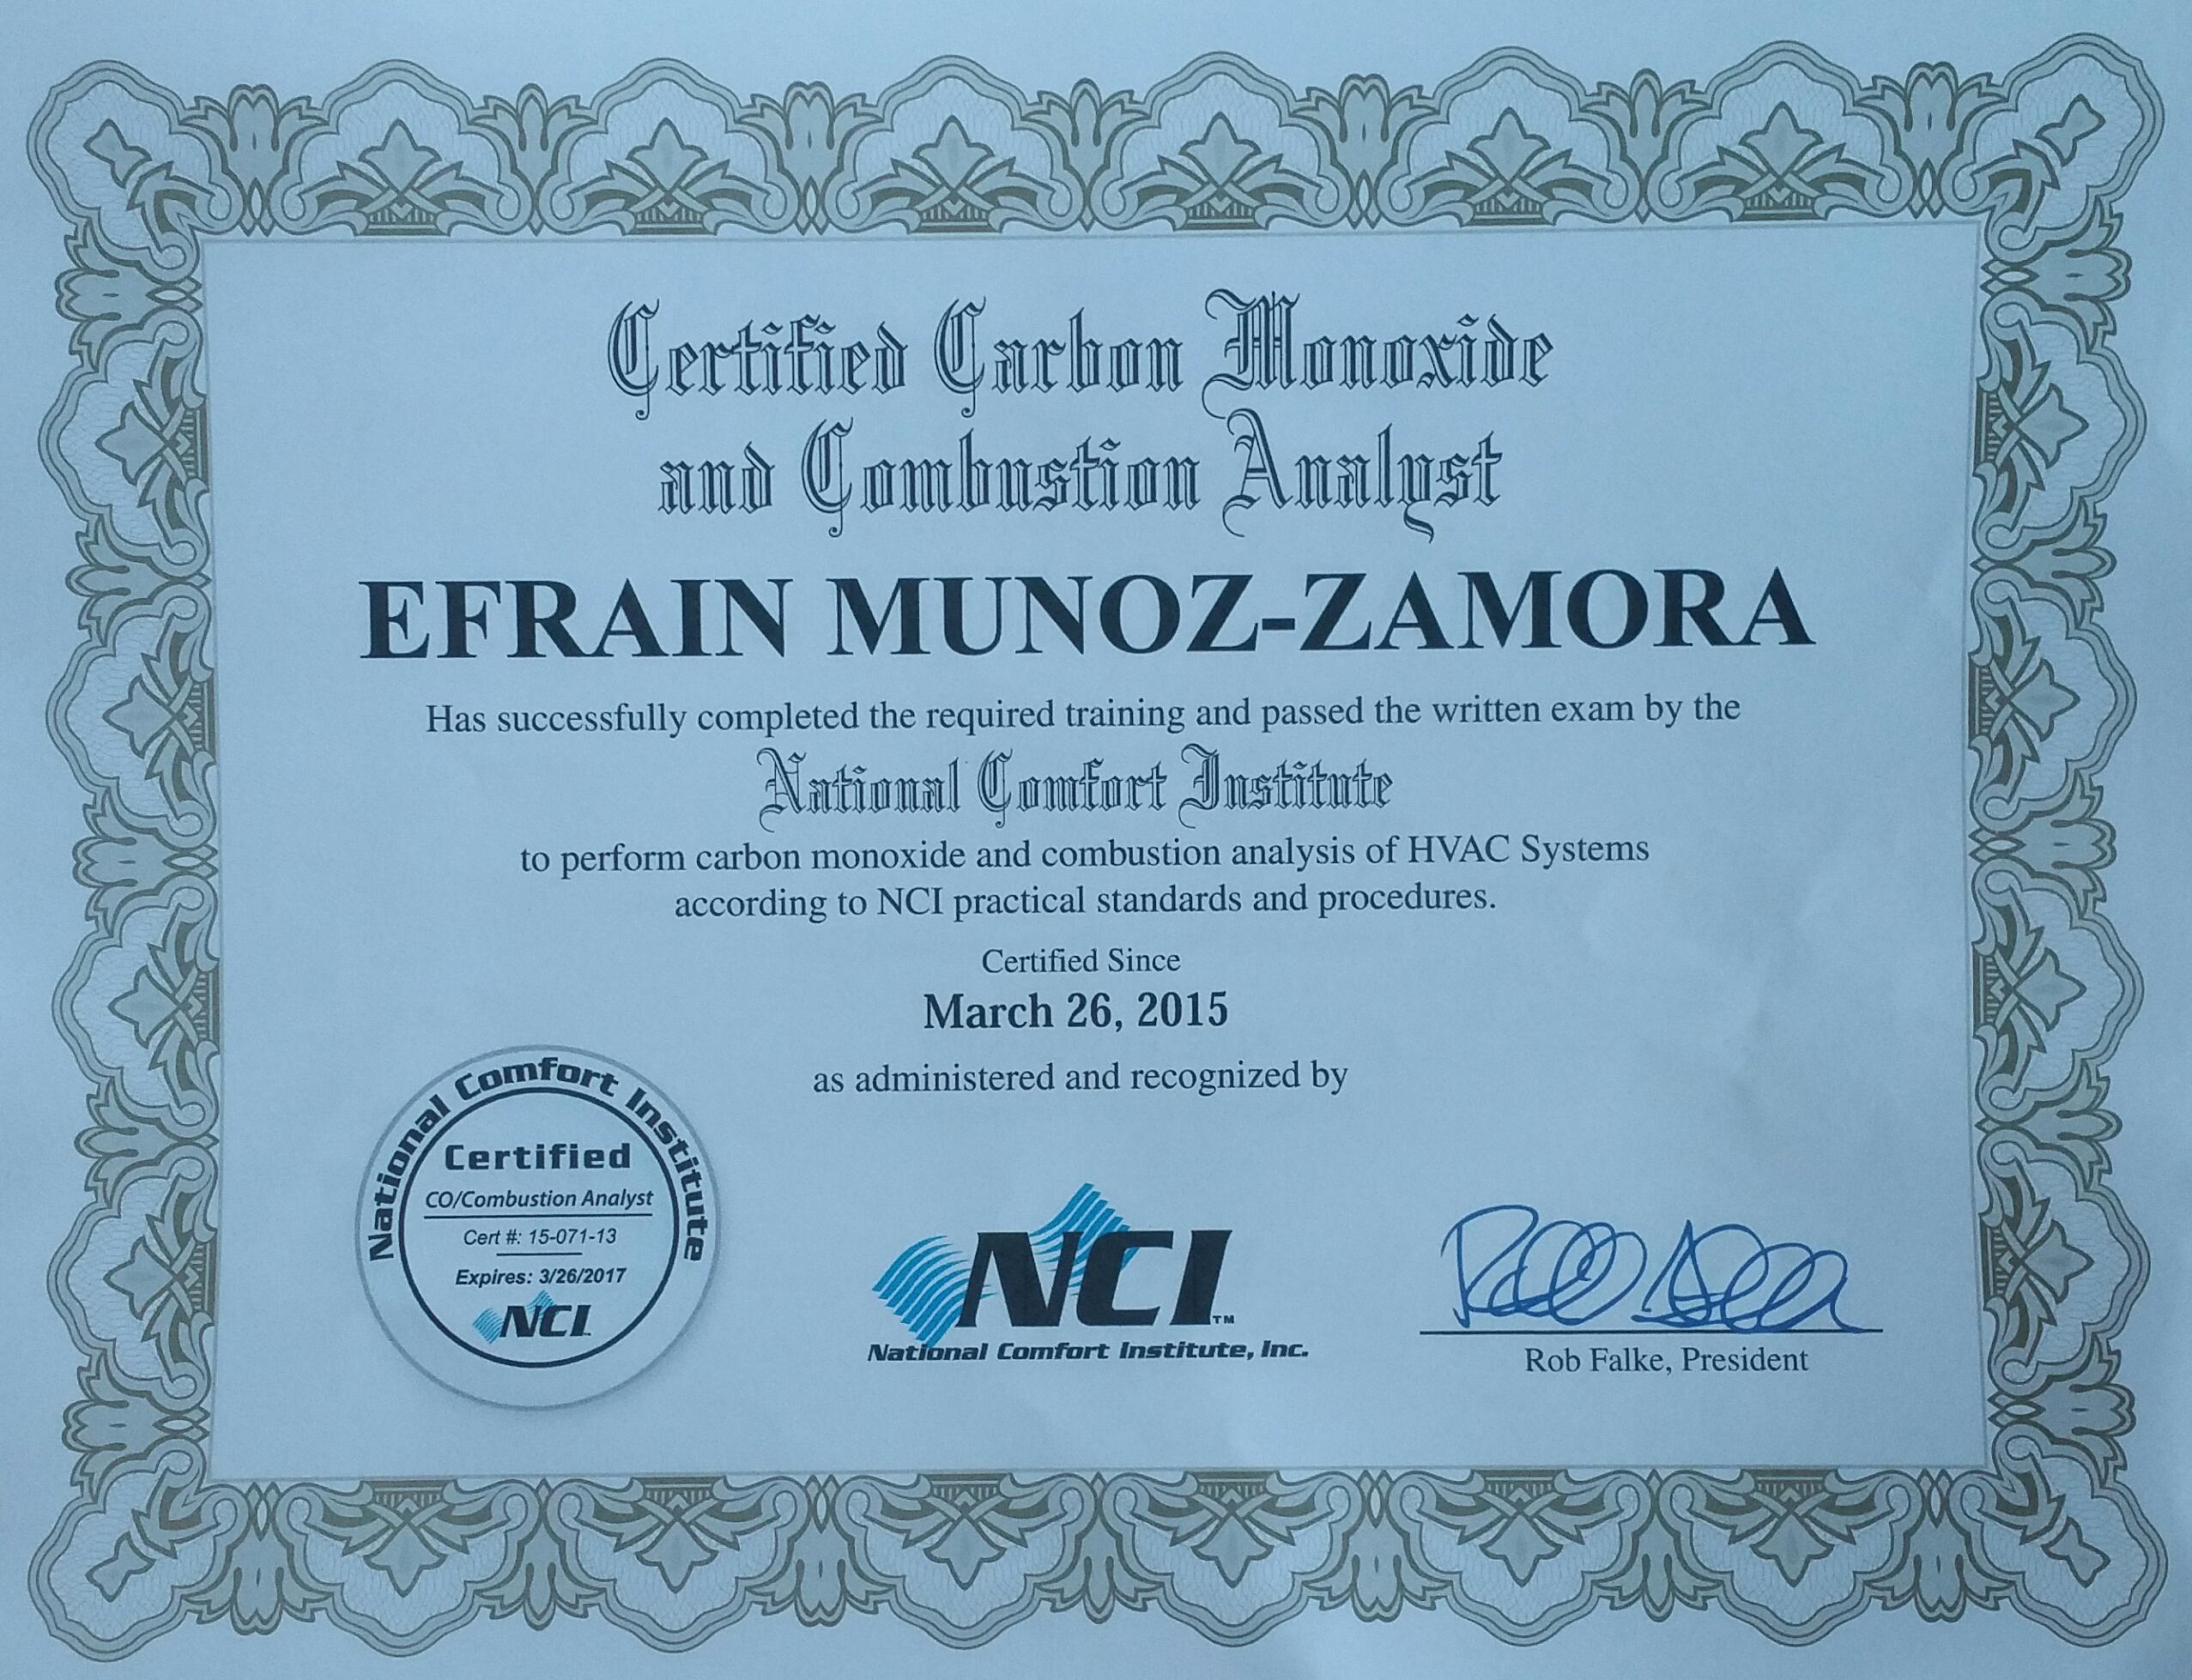 Certified Carbon Monoxide
and Combustion Analyst
EFRAIN MUNOZ-ZAMORA
Has successfully completed the required training and passed the written exam by the
National Comfort Institute
to perform carbon monoxide and combustion analysis of HVAC Systems
according to NCI practical standards and procedures.
Certified Since
March 26, 2015
as administered and recognized by
National Comfort Institute
Certified
CO/Combustion Analyst
Cert #: 15-071-13
Expires: 3/26/2017
NCI
NCI™
National Comfort Institute, Inc.
Rob Falke, President